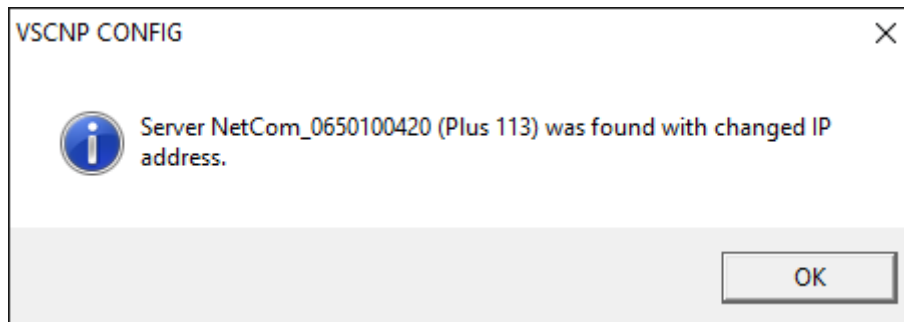 VSCNP CONFIG
Server NetCom_0650100420 (Plus 113) was found with changed IP
address.
OK